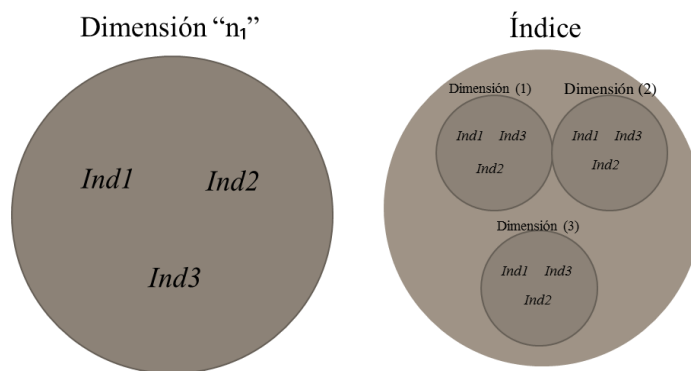 Dimensión “n₁”
Ind1 Ind2
Ind3
Índice
Dimensión (1)
Ind1 Ind3
Ind2
Dimensión (2)
Ind1 Ind3
Ind2
Dimensión (3)
Ind1 Ind3
Ind2